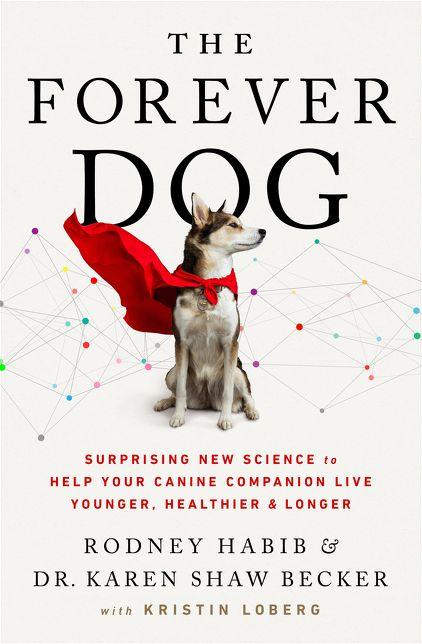 THE
FOREVER
DOG
SURPRISING NEW SCIENCE to
HELP YOUR CANINE COMPANION LIVE
YOUNGER, HEALTHIER & LONGER
RODNEY HABIB &
DR. KAREN SHAW BECKER
with KRISTIN LOBERG